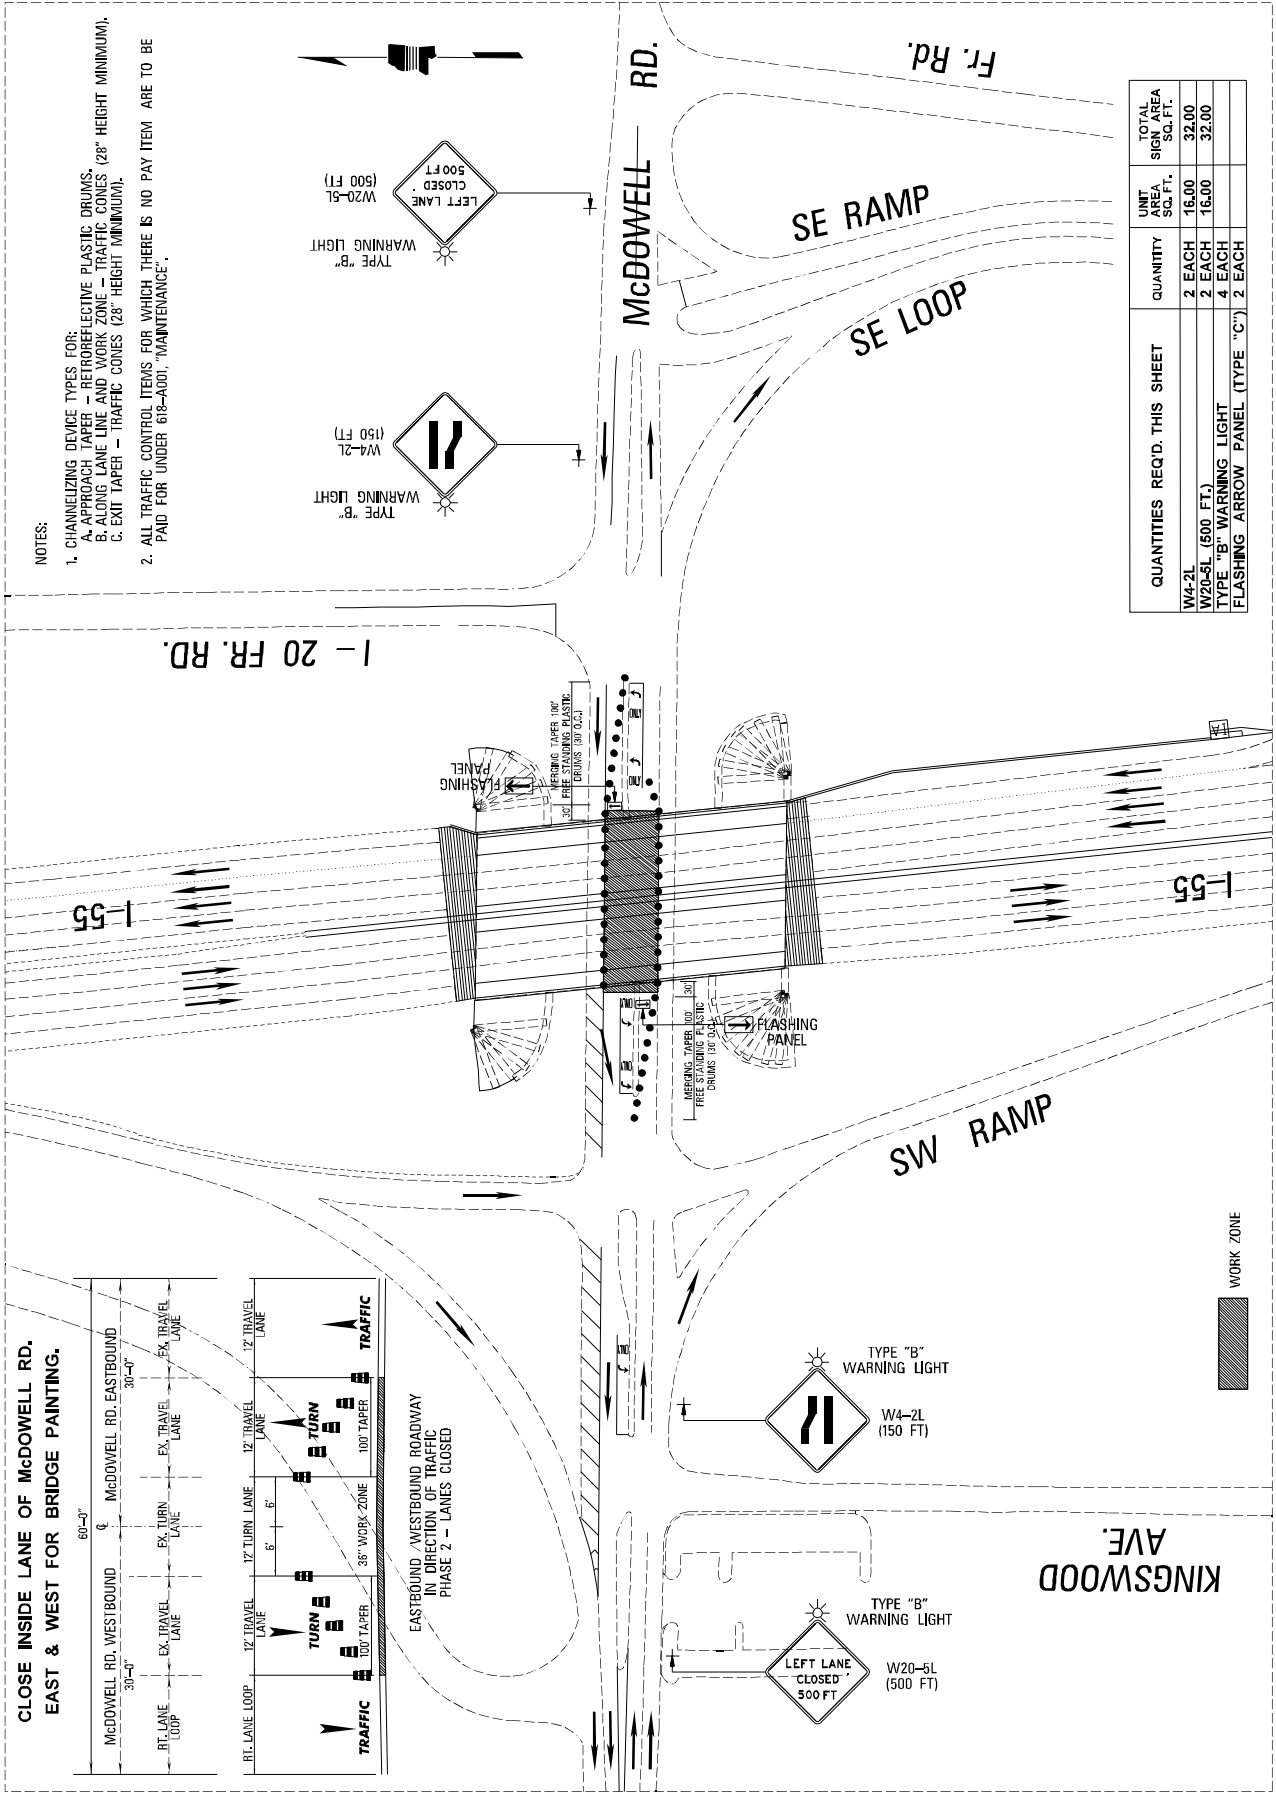 CLOSE INSIDE LANE OF McDOWELL RD.
EAST & WEST FOR BRIDGE PAINTING.
60'-0"
McDOWELL RD. WESTBOUND
℄
McDOWELL RD. EASTBOUND
30'-0"
30'-0"
RT. LANE
LOOP
EX. TRAVEL
LANE
EX. TURN
LANE
EX. TRAVEL
LANE
EX. TRAVEL
LANE
RT. LANE LOOP
12' TRAVEL
LANE
12' TURN LANE
12' TRAVEL
LANE
12' TRAVEL
LANE
6'
6'
TURN
TURN
TRAFFIC
100' TAPER
36" WORK ZONE
100' TAPER
TRAFFIC
EASTBOUND /WESTBOUND ROADWAY
IN DIRECTION OF TRAFFIC
PHASE 2 - LANES CLOSED
NOTES:
1. CHANNELIZING DEVICE TYPES FOR:
A. APPROACH TAPER - RETROREFLECTIVE PLASTIC DRUMS.
B. ALONG LANE LINE AND WORK ZONE - TRAFFIC CONES (28" HEIGHT MINIMUM).
C. EXIT TAPER - TRAFFIC CONES (28" HEIGHT MINIMUM).
2. ALL TRAFFIC CONTROL ITEMS FOR WHICH THERE IS NO PAY ITEM ARE TO BE
PAID FOR UNDER 618-A001, "MAINTENANCE".
I-55
I- 20 FR. RD.
TYPE "B"
WARNING LIGHT
W4-2L
(150 FT)
TYPE "B"
WARNING LIGHT
LEFT LANE
CLOSED
500 FT
W20-5L
(500 FT)
FLASHING
PANEL
30'
MERGING TAPER 100'
FREE STANDING PLASTIC
DRUMS (30' O.C.)
McDOWELL RD.
ONLY
ONLY
ONLY
ONLY
ONLY
MERGING TAPER 100'
FREE STANDING PLASTIC
DRUMS (30' O.C.)
30'
FLASHING
PANEL
LEFT LANE
CLOSED
500 FT
TYPE "B"
WARNING LIGHT
W20-5L
(500 FT)
TYPE "B"
WARNING LIGHT
W4-2L
(150 FT)
SW RAMP
SE LOOP
SE RAMP
Fr. Rd.
KINGSWOOD
AVE.
I-55
WORK ZONE
QUANTITIES REQ'D. THIS SHEET QUANITITY UNIT AREA SQ. FT. TOTAL SIGN AREA SQ. FT.
W4-2L 2 EACH 16.00 32.00
W20-5L (500 FT.) 2 EACH 16.00 32.00
TYPE "B" WARNING LIGHT 4 EACH
FLASHING ARROW PANEL (TYPE "C") 2 EACH